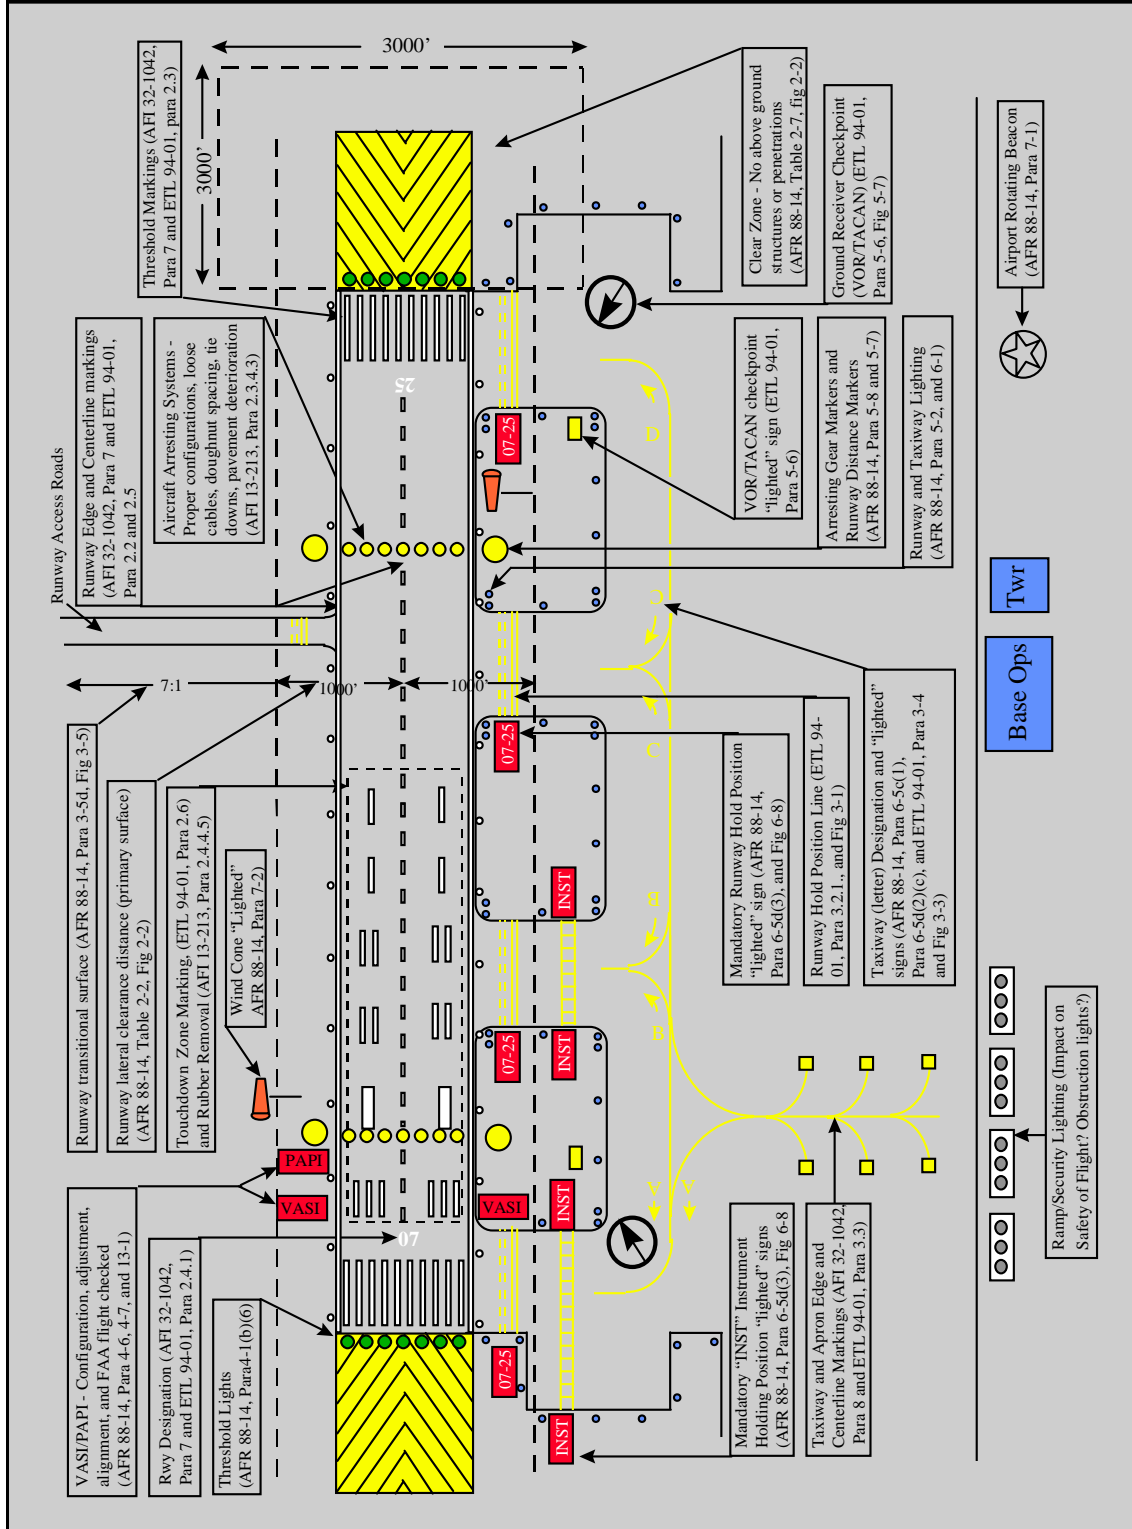 VASI/PAPI - Configuration, adjustment,
alignment, and FAA flight checked
(AFR 88-14, Para 4-6, 4-7, and 13-1)
Rwy Designation (AFI 32-1042,
Para 7 and ETL 94-01, Para 2.4.1)
Threshold Lights
(AFR 88-14, Para4-1(b)(6)
Runway transitional surface (AFR 88-14, Para 3-5d, Fig 3-5)
Runway lateral clearance distance (primary surface)
(AFR 88-14, Table 2-2, Fig 2-2)
Touchdown Zone Marking, (ETL 94-01, Para 2.6)
and Rubber Removal (AFI 13-213, Para 2.4.4.5)
Wind Cone “Lighted”
AFR 88-14, Para 7-2)
Runway Access Roads
Runway Edge and Centerline markings
(AFI 32-1042, Para 7 and ETL 94-01,
Para 2.2 and 2.5
Aircraft Arresting Systems -
Proper configurations, loose
cables, doughnut spacing, tie
downs, pavement deterioration
(AFI 13-213, Para 2.3.4.3)
Threshold Markings (AFI 32-1042,
Para 7 and ETL 94-01, para 2.3)
3000’
3000’
7:1
1000’
1000’
VASI
PAPI
07
25
VASI
07-25
07-25
07-25
07-25
INST
INST
INST
INST
A
A
B
B
C
C
D
Clear Zone - No above ground
structures or penetrations
(AFR 88-14, Table 2-7, fig 2-2)
Ground Receiver Checkpoint
(VOR/TACAN) (ETL 94-01,
Para 5-6, Fig 5-7)
VOR/TACAN checkpoint
“lighted” sign (ETL 94-01,
Para 5-6)
Arresting Gear Markers and
Runway Distance Markers
(AFR 88-14, Para 5-8 and 5-7)
Runway and Taxiway Lighting
(AFR 88-14, Para 5-2, and 6-1)
Mandatory Runway Hold Position
“lighted” sign (AFR 88-14,
Para 6-5d(3), and Fig 6-8)
Runway Hold Position Line (ETL 94-
01, Para 3.2.1., and Fig 3-1)
Taxiway (letter) Designation and “lighted”
signs (AFR 88-14, Para 6-5c(1),
Para 6-5d(2)(c), and ETL 94-01, Para 3-4
and Fig 3-3)
Mandatory “INST” Instrument
Holding Position “lighted” signs
(AFR 88-14, Para 6-5d(3), Fig 6-8
Taxiway and Apron Edge and
Centerline Markings (AFI 32-1042,
Para 8 and ETL 94-01, Para 3.3)
Airport Rotating Beacon
(AFR 88-14, Para 7-1)
Twr
Base Ops
Ramp/Security Lighting (Impact on
Safety of Flight? Obstruction lights?)